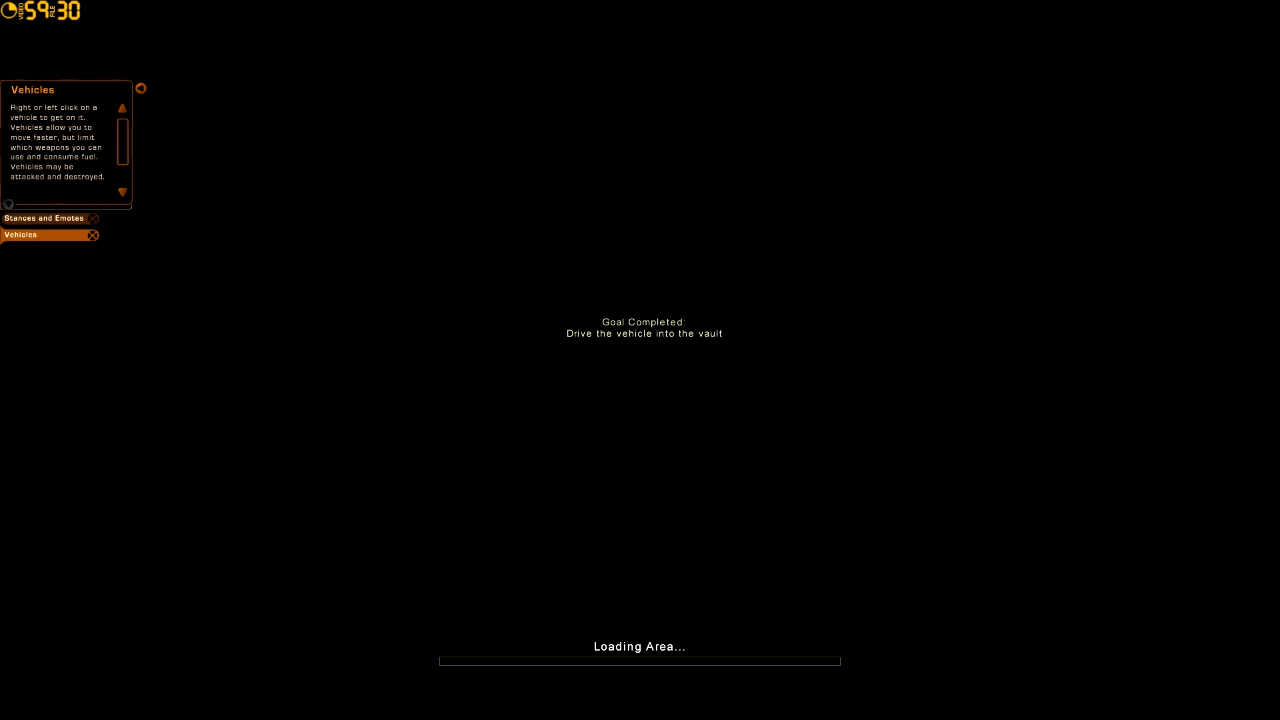 VIDEO 59 FILE 30
Vehicles
Right or left click on a
vehicle to get on it.
Vehicles allow you to
move faster, but limit
which weapons you can
use and consume fuel.
Vehicles may be
attacked and destroyed.
Stances and Emotes
Vehicles
Goal Completed:
Drive the vehicle into the vault
Loading Area...